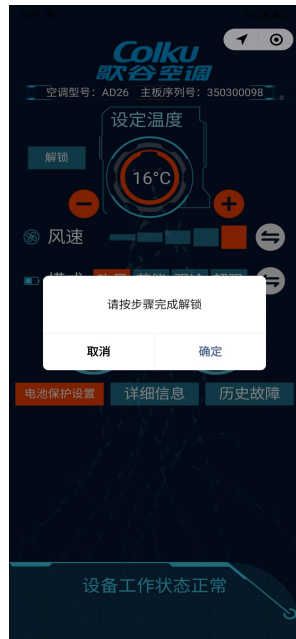 Colku
歌谷空调
空调型号：AD26 主板序列号：350300098
设定温度
解锁
16°C
风速
请按步骤完成解锁
取消 确定
电池保护设置 详细信息 历史故障
设备工作状态正常